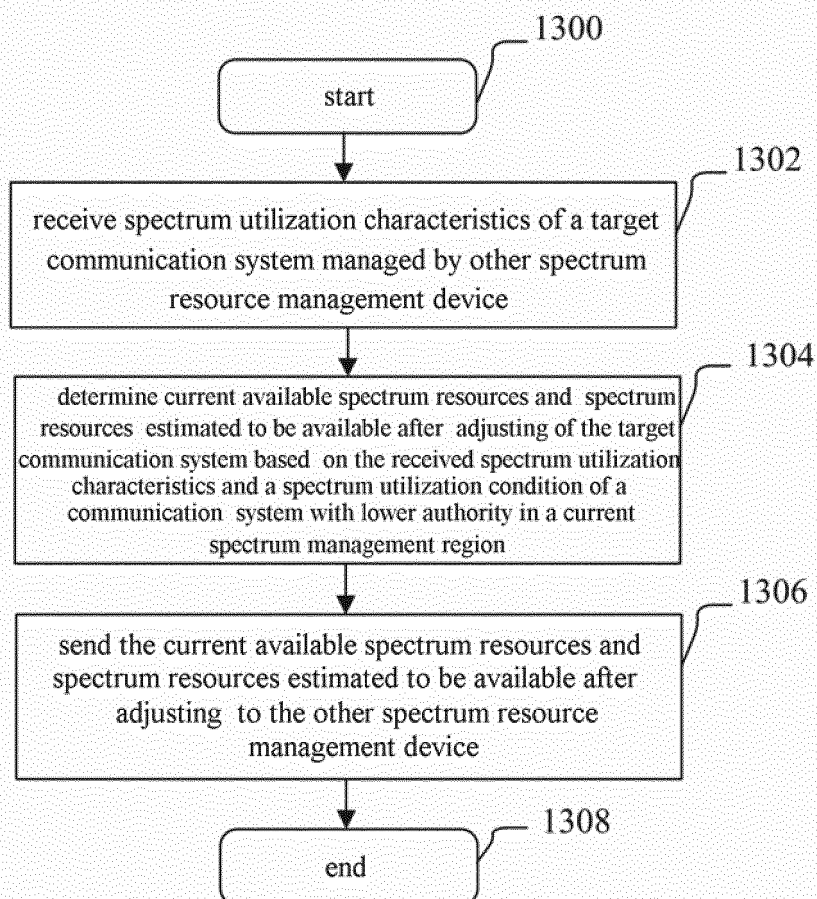 1300
start
1302
receive spectrum utilization characteristics of a target
communication system managed by other spectrum
resource management device
1304
determine current available spectrum resources and spectrum
resources estimated to be available after adjusting of the target
communication system based on the received spectrum utilization
characteristics and a spectrum utilization condition of a
communication system with lower authority in a current
spectrum management region
1306
send the current available spectrum resources and
spectrum resources estimated to be available after
adjusting to the other spectrum resource
management device
1308
end